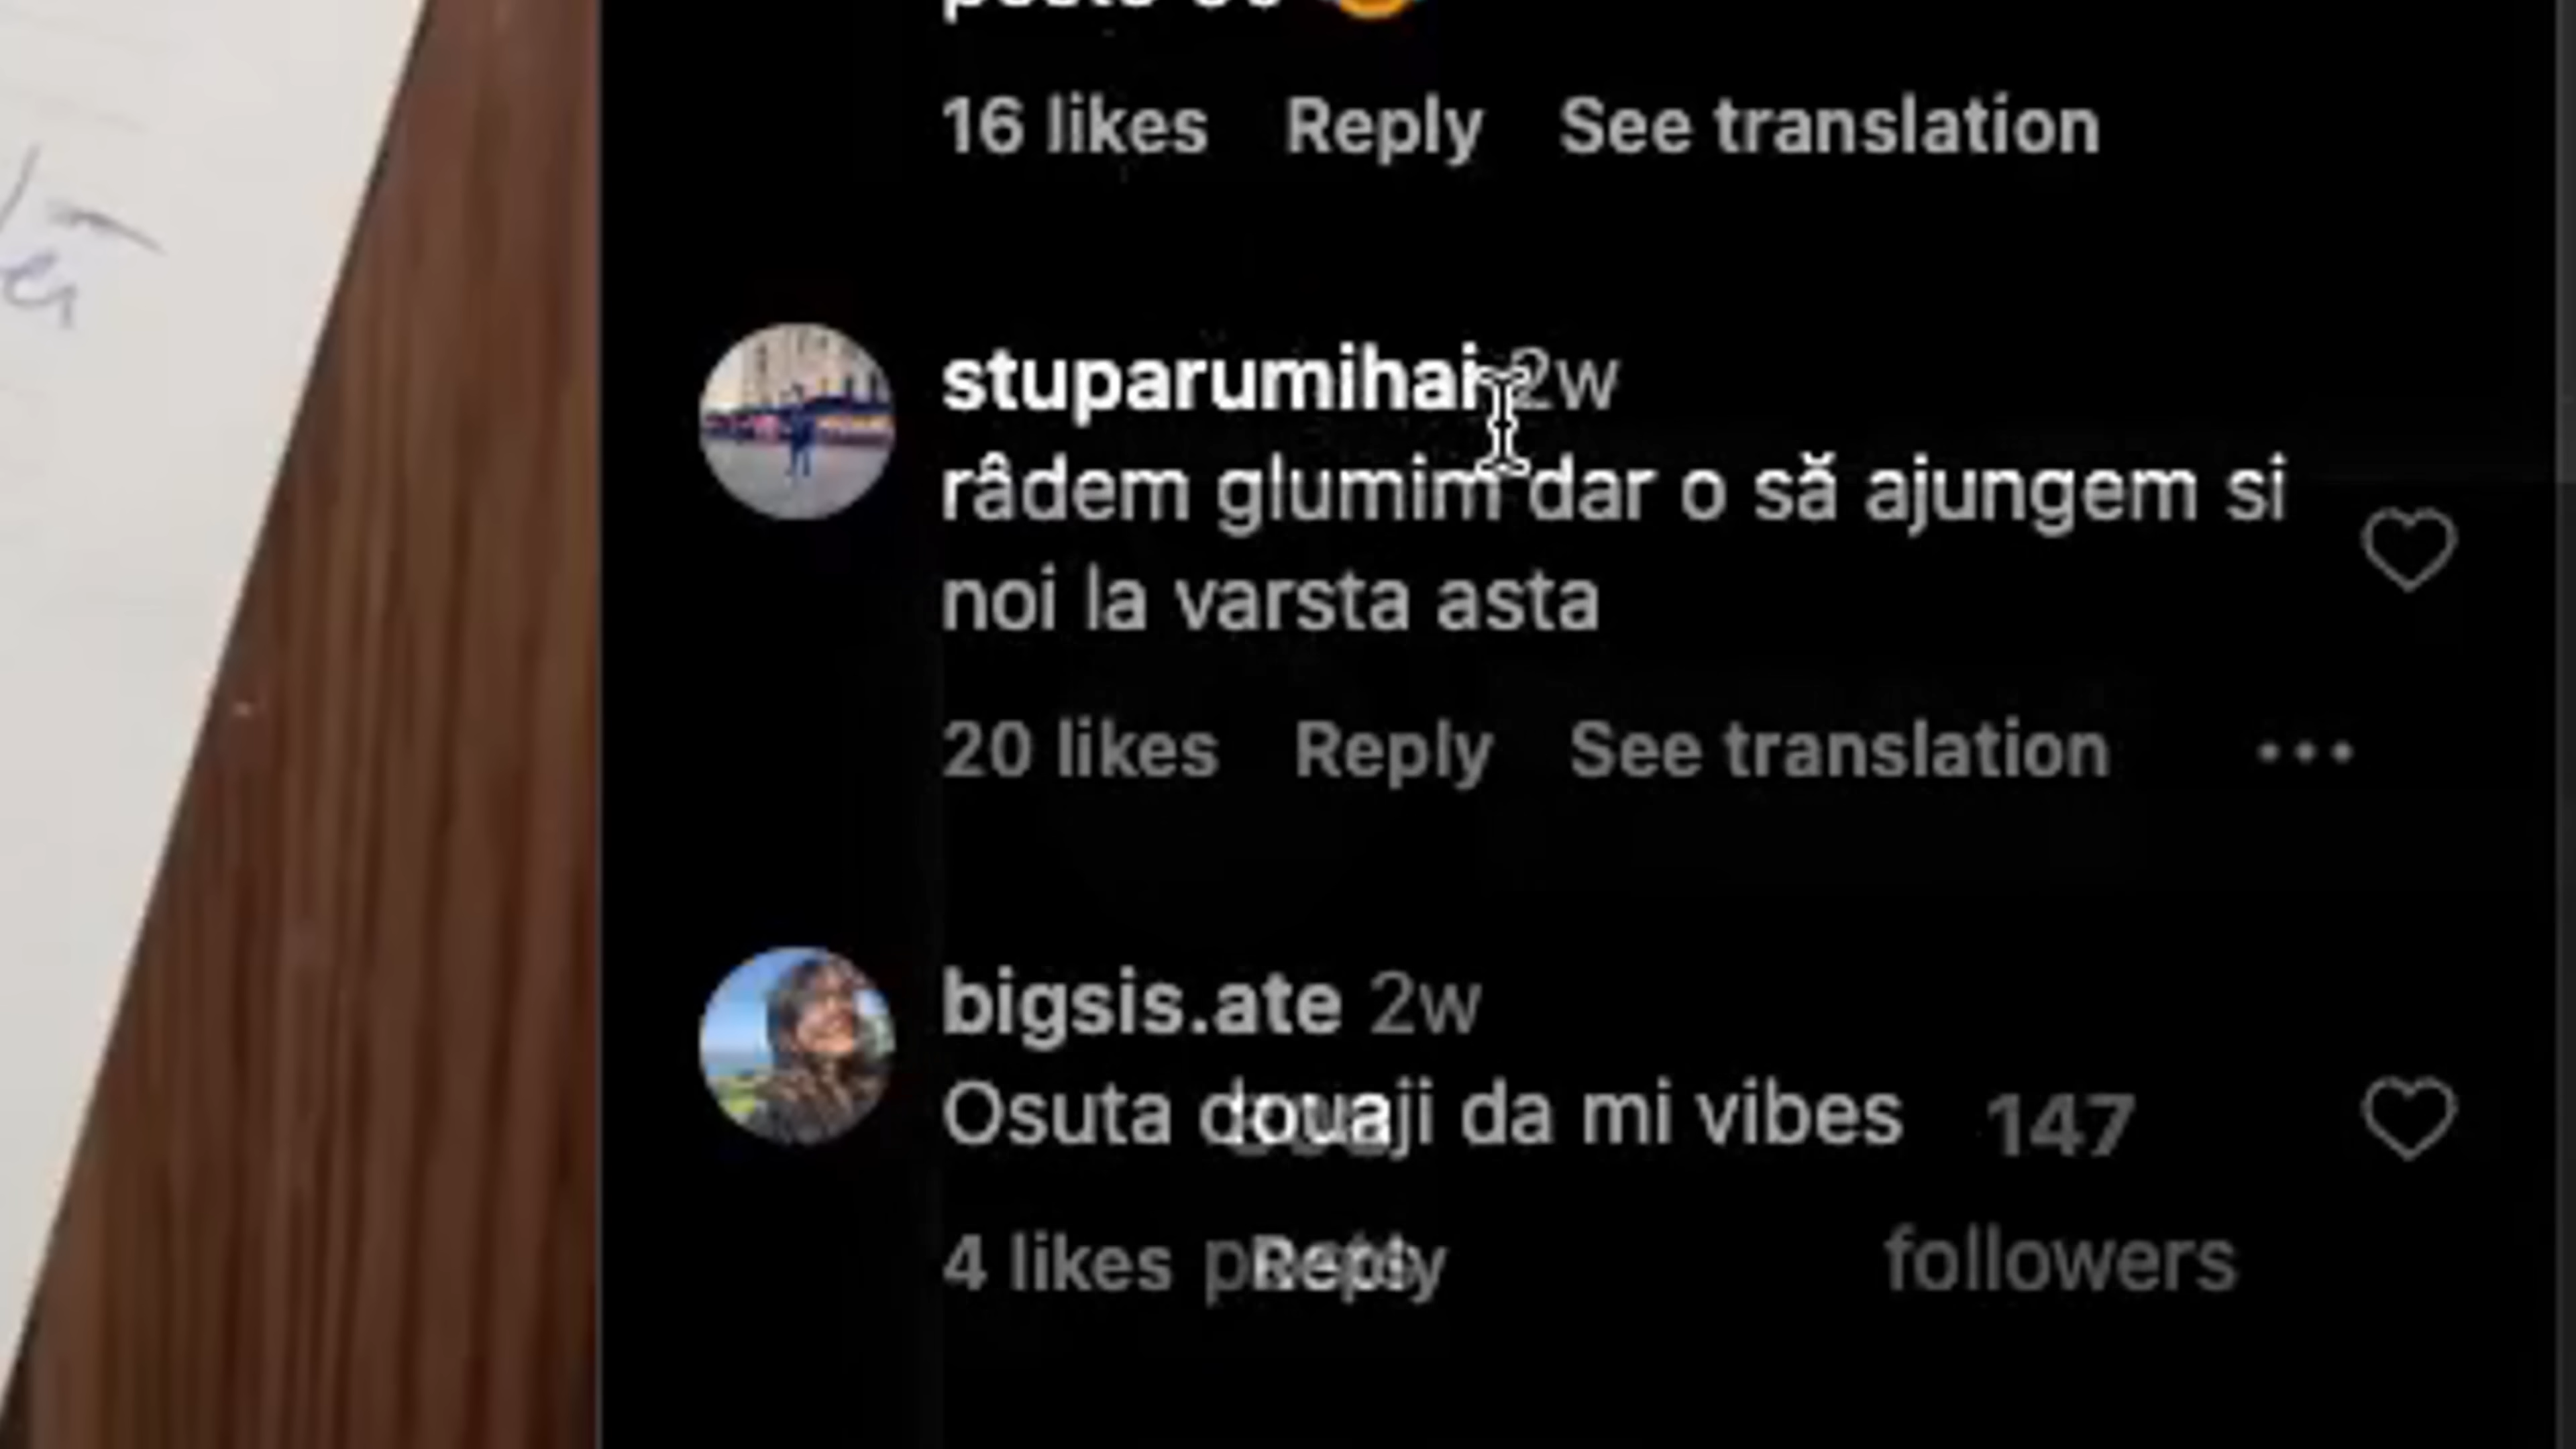 16 likes Reply See translation
stuparumihai 2w
râdem glumim dar o să ajungem si
noi la varsta asta
20 likes Reply See translation
bigsis.ate 2w
Osuta douaji da mi vibes
147
4 likes Reply
followers